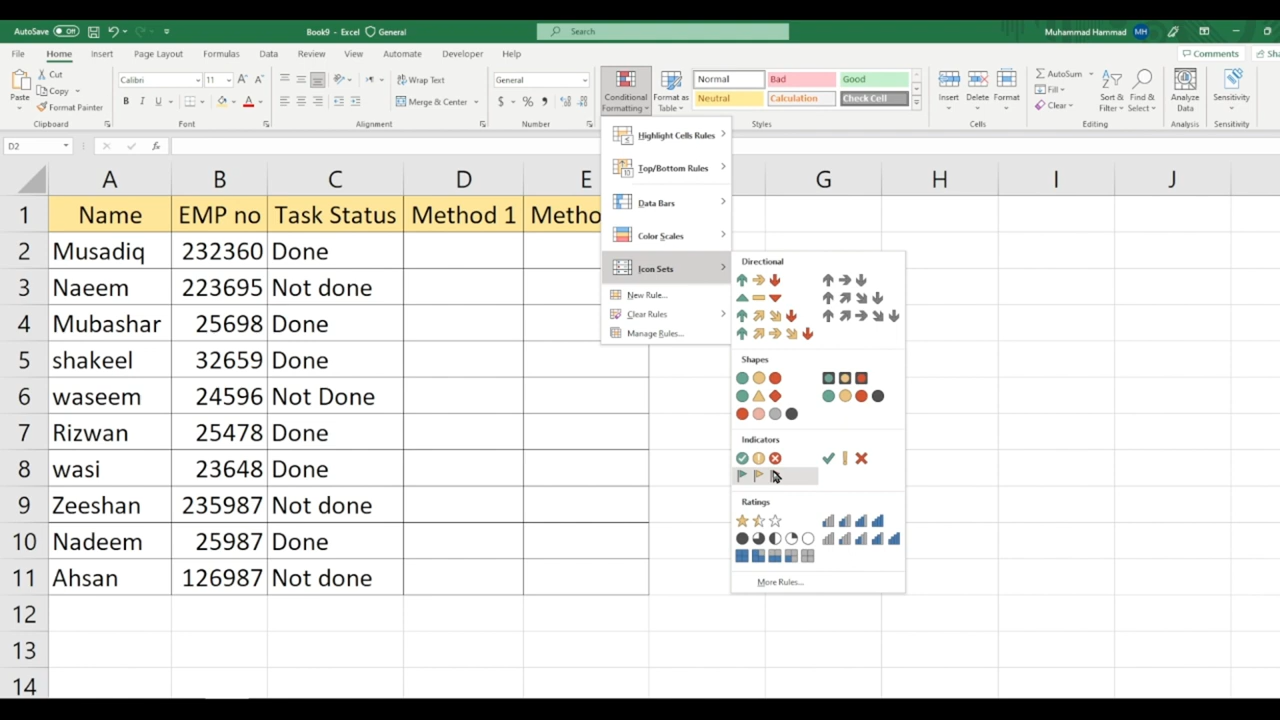 AutoSave Off Book9 - Excel General Search Muhammad Hammad MH
File Home Insert Page Layout Formulas Data Review View Automate Developer Help Comments
Paste Cut Copy Format Painter
Clipboard
Calibri 11
B I U A
Font
Wrap Text
Merge & Center
Alignment
General
$ % ,
Number
Conditional Formatting Format as Table
Normal Bad Good
Neutral Calculation Check Cell
Styles
Insert Delete Format
Cells
AutoSum
Fill
Clear
Sort & Filter Find & Select
Editing
Analyze Data
Analysis
Sensitivity
Sensitivity
D2 fx
Highlight Cells Rules
Top/Bottom Rules
Data Bars
Color Scales
Icon Sets
New Rule...
Clear Rules
Manage Rules...
Directional
Shapes
Indicators
Ratings
More Rules...
A B C D E G H I J
1 Name EMP no Task Status Method 1
2 Musadiq 232360 Done
3 Naeem 223695 Not done
4 Mubashar 25698 Done
5 shakeel 32659 Done
6 waseem 24596 Not Done
7 Rizwan 25478 Done
8 wasi 23648 Done
9 Zeeshan 235987 Not done
10 Nadeem 25987 Done
11 Ahsan 126987 Not done
12
13
14